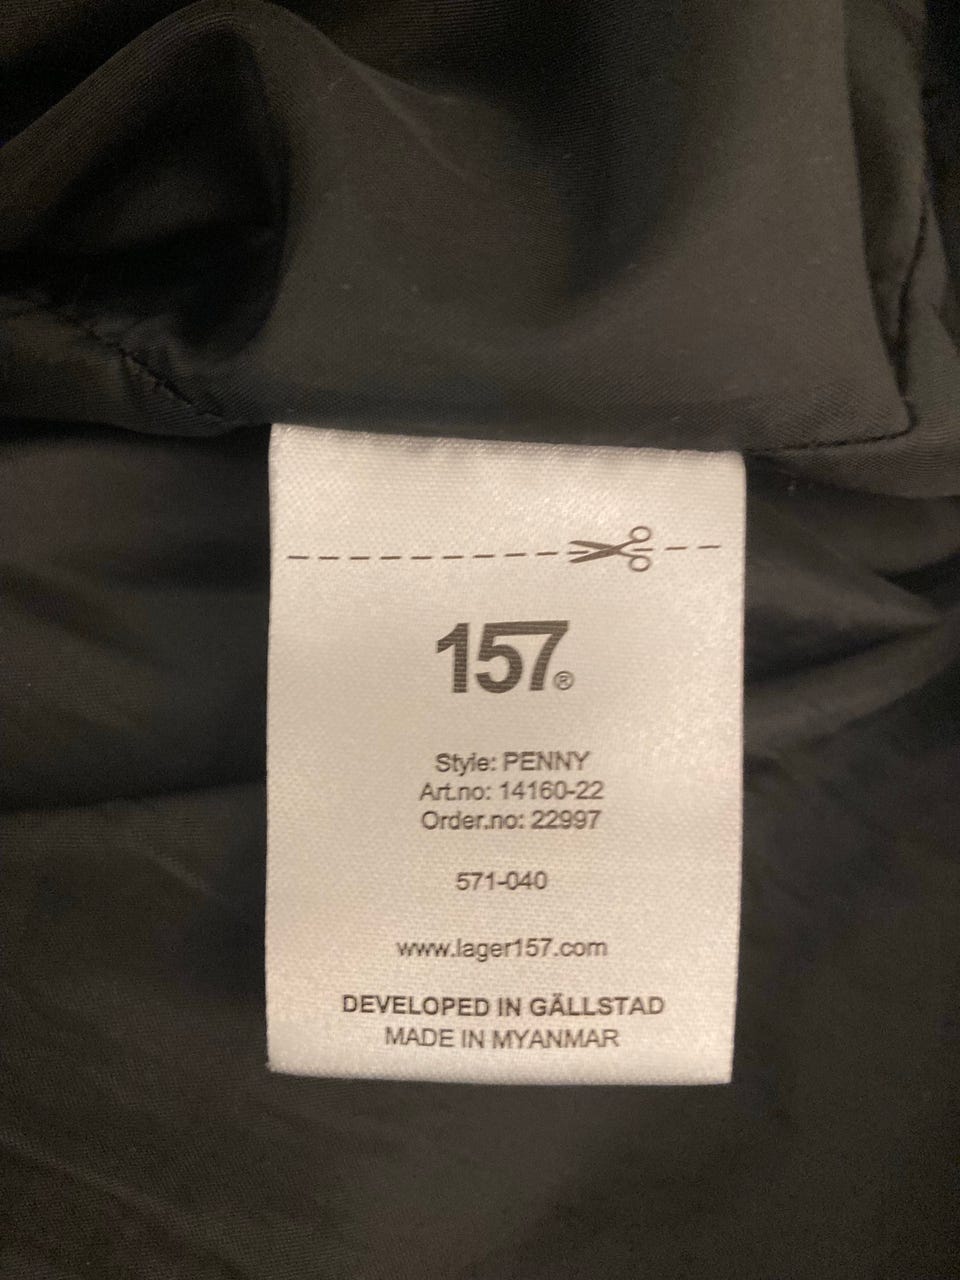 157®
Style: PENNY
Art.no: 14160-22
Order.no: 22997
571-040
www.lager157.com
DEVELOPED IN GÄLLSTAD
MADE IN MYANMAR